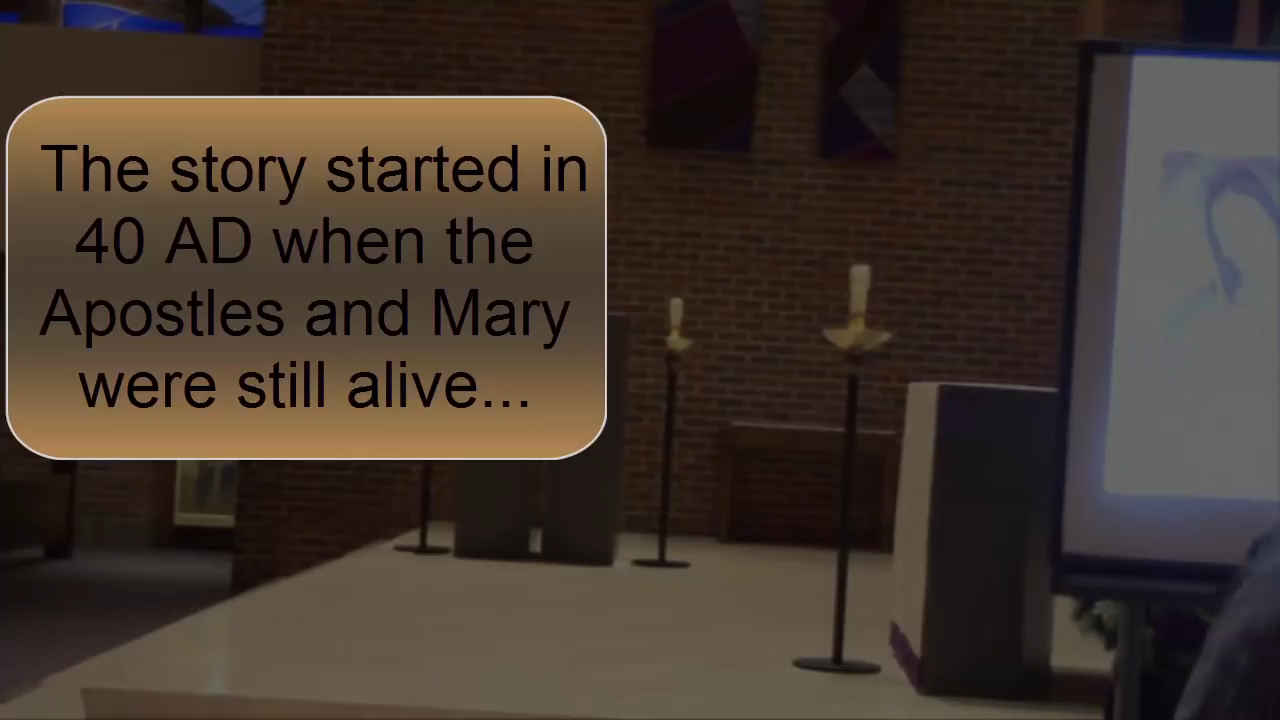 The story started in
40 AD when the
Apostles and Mary
were still alive...